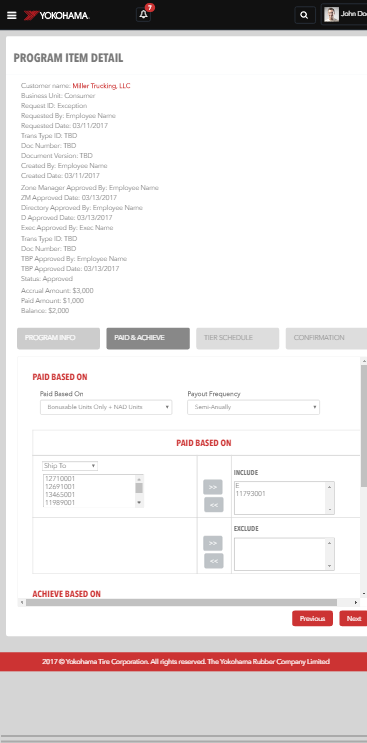 YOKOHAMA.
7
John Do
PROGRAM ITEM DETAIL
Customer name: Miller Trucking, LLC
Business Unit: Consumer
Request ID: Exception
Requested By: Employee Name
Requested Date: 03/11/2017
Trans Type ID: TBD
Doc Number: TBD
Document Version: TBD
Created By: Employee Name
Created Date: 03/11/2017
Zone Manager Approved By: Employee Name
ZM Approved Date: 03/13/2017
Directory Approved By: Employee Name
D Approved Date: 03/13/2017
Exec Approved By: Exec Name
Trans Type ID: TBD
Doc Number: TBD
TBP Approved By: Employee Name
TBP Approved Date: 03/13/2017
Status: Approved
Accrual Amount: $3,000
Paid Amount: $1,000
Balance: $2,000
PROGRAM INFO PAID & ACHIEVE TIER SCHEDULE CONFIRMATION
PAID BASED ON
Paid Based On Payout Frequency
Bonusable Units Only + NAD Units Semi-Anually
PAID BASED ON
Ship To
12710001
12691001
13465001
11989001
>>
<<
INCLUDE
E
11793001
EXCLUDE
>>
<<
ACHIEVE BASED ON
Previous Next
2017 © Yokohama Tire Corporation. All rights reserved. The Yokohama Rubber Company Limited